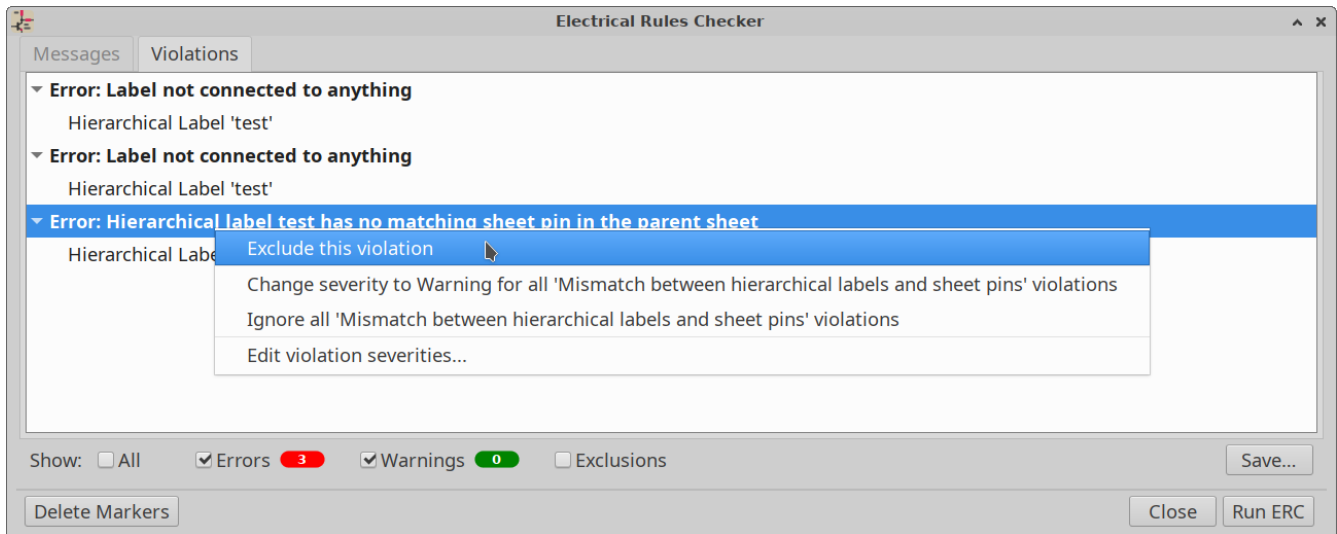 Electrical Rules Checker
Messages Violations
Error: Label not connected to anything
Hierarchical Label 'test'
Error: Label not connected to anything
Hierarchical Label 'test'
Error: Hierarchical label test has no matching sheet pin in the parent sheet
Hierarchical
Exclude this violation
Change severity to Warning for all 'Mismatch between hierarchical labels and sheet pins' violations
Ignore all 'Mismatch between hierarchical labels and sheet pins' violations
Edit violation severities...
Show: All Errors 3 Warnings 0 Exclusions Save...
Delete Markers Close Run ERC